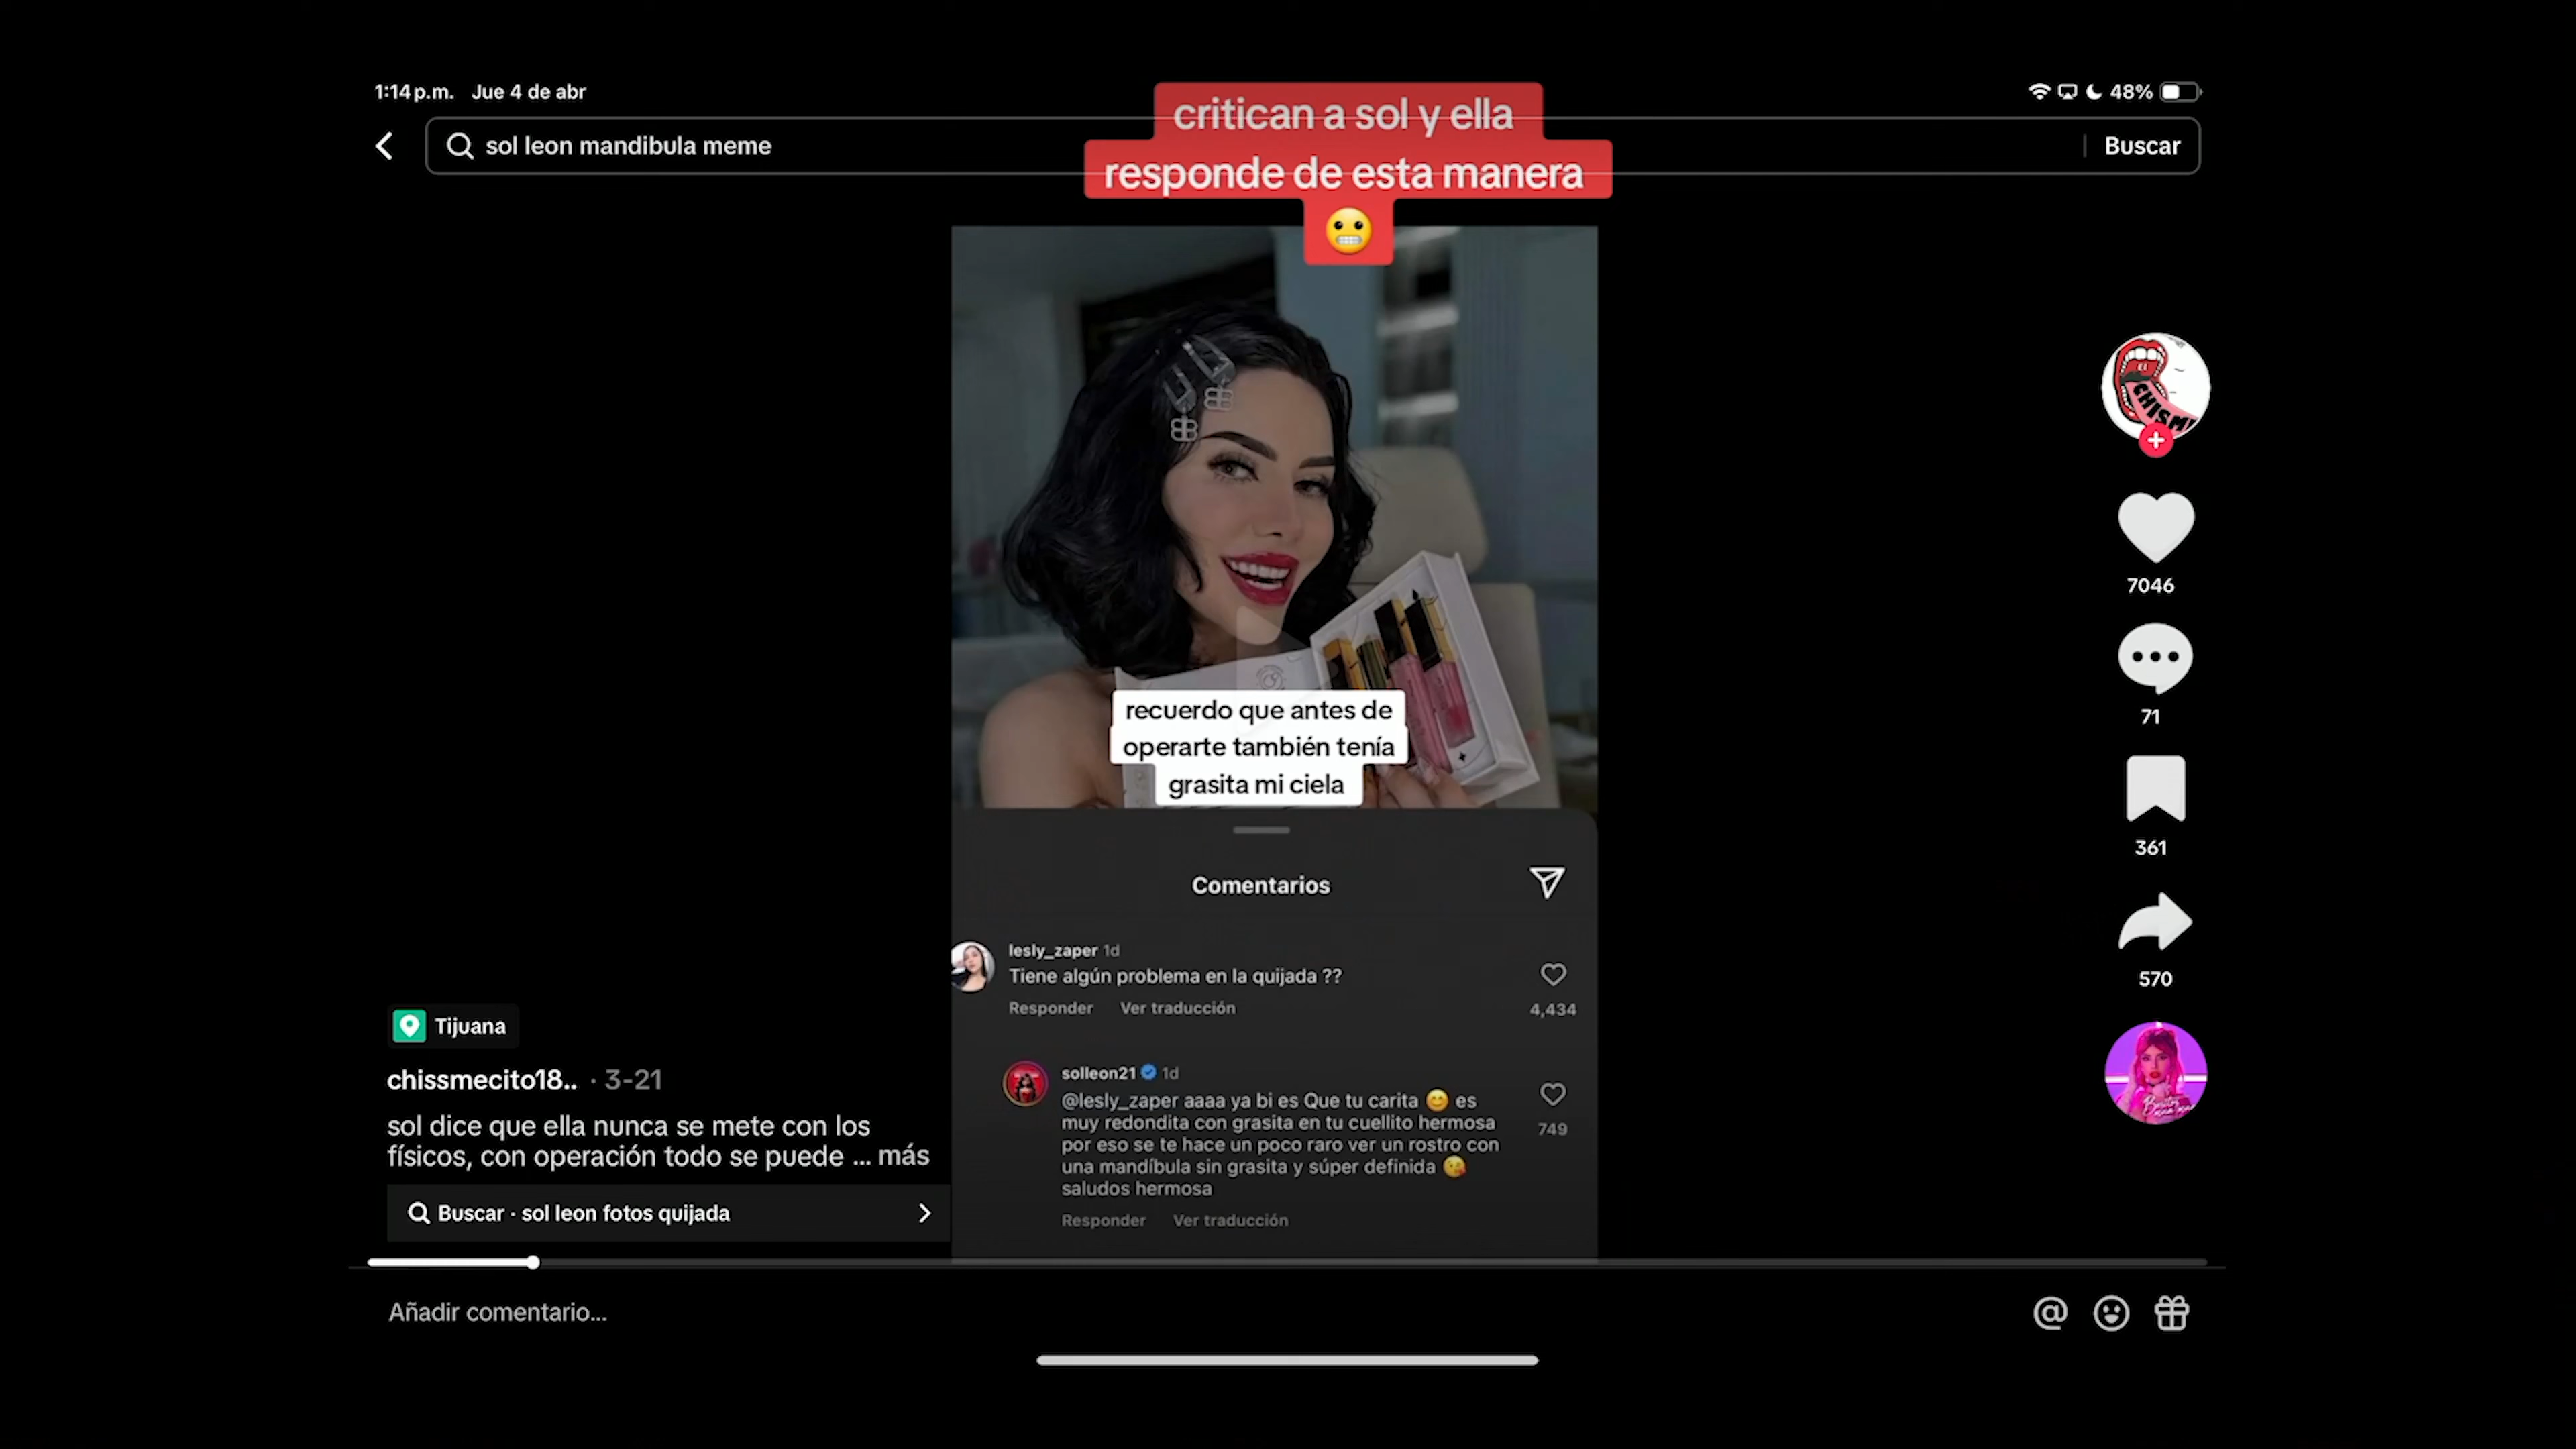 1:14 p.m. Jue 4 de abr
48%
sol leon mandibula meme
Buscar
critican a sol y ella
responde de esta manera
😬
CHISM
7046
recuerdo que antes de
operarte también tenía
grasita mi ciela
71
361
Comentarios
lesly_zaper 1d
Tiene algún problema en la quijada ??
Responder Ver traducción
4,434
570
Tijuana
chissmecito18.. · 3-21
sol dice que ella nunca se mete con los
físicos, con operación todo se puede ... más
Buscar · sol leon fotos quijada
solleon21 1d
@lesly_zaper aaaa ya bi es Que tu carita 😊 es
muy redondita con grasita en tu cuellito hermosa
por eso se te hace un poco raro ver un rostro con
una mandíbula sin grasita y súper definida 😘
saludos hermosa
749
Responder Ver traducción
Añadir comentario...